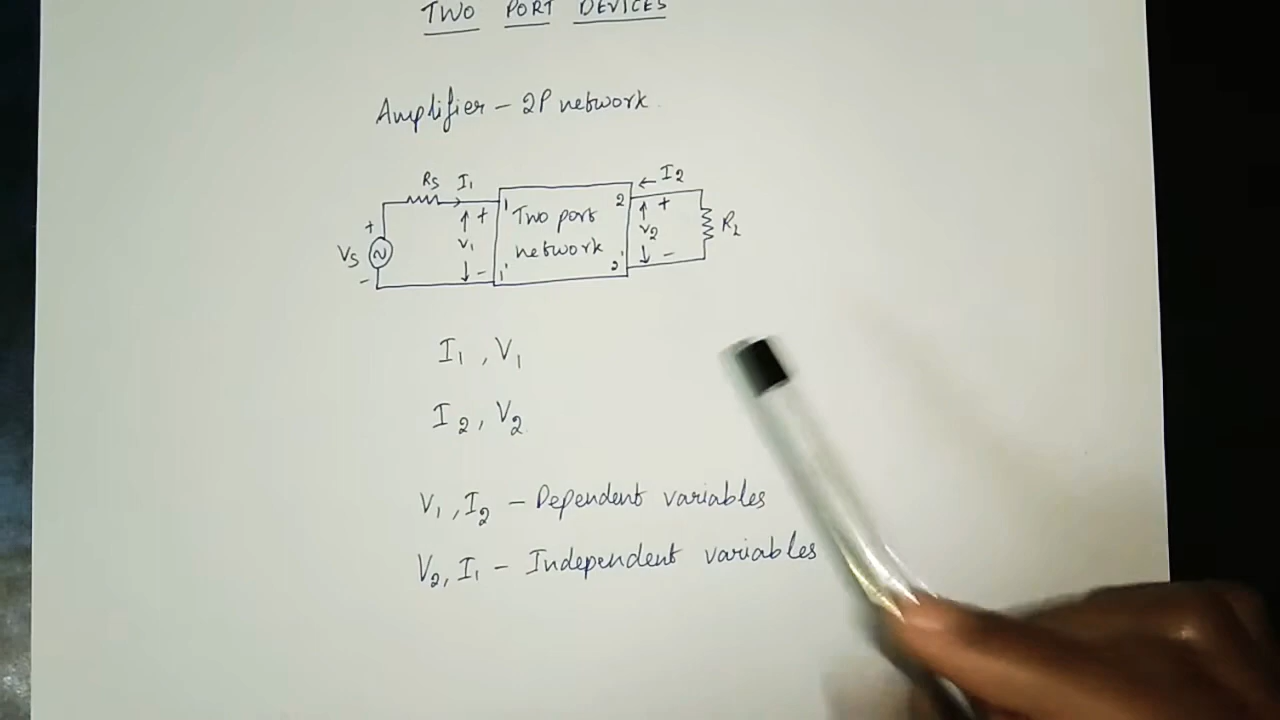 TWO PORT DEVICES
Amplifier - 2P network
Rs I1 ← I2
1 + Two port 2 +
Vs V1 network V2 RL
+ - 1' 2' -
I1 , V1
I2, V2
V1, I2 - Dependent variables
V2, I1 - Independent variables